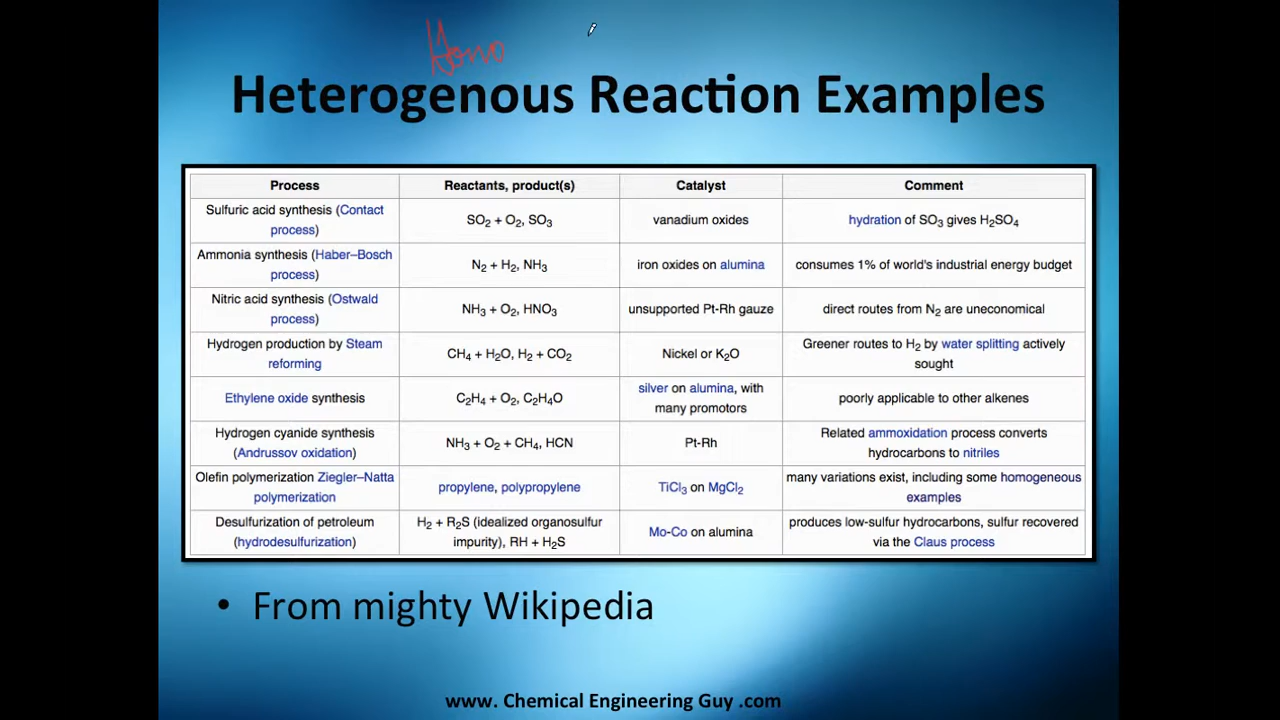 Homo
Heterogenous Reaction Examples
Process Reactants, product(s) Catalyst Comment
Sulfuric acid synthesis (Contact process) SO₂ + O₂, SO₃ vanadium oxides hydration of SO₃ gives H₂SO₄
Ammonia synthesis (Haber–Bosch process) N₂ + H₂, NH₃ iron oxides on alumina consumes 1% of world's industrial energy budget
Nitric acid synthesis (Ostwald process) NH₃ + O₂, HNO₃ unsupported Pt-Rh gauze direct routes from N₂ are uneconomical
Hydrogen production by Steam reforming CH₄ + H₂O, H₂ + CO₂ Nickel or K₂O Greener routes to H₂ by water splitting actively sought
Ethylene oxide synthesis C₂H₄ + O₂, C₂H₄O silver on alumina, with many promotors poorly applicable to other alkenes
Hydrogen cyanide synthesis (Andrussov oxidation) NH₃ + O₂ + CH₄, HCN Pt-Rh Related ammoxidation process converts hydrocarbons to nitriles
Olefin polymerization Ziegler–Natta polymerization propylene, polypropylene TiCl₃ on MgCl₂ many variations exist, including some homogeneous examples
Desulfurization of petroleum (hydrodesulfurization) H₂ + R₂S (idealized organosulfur impurity), RH + H₂S Mo-Co on alumina produces low-sulfur hydrocarbons, sulfur recovered via the Claus process
• From mighty Wikipedia
www. Chemical Engineering Guy .com